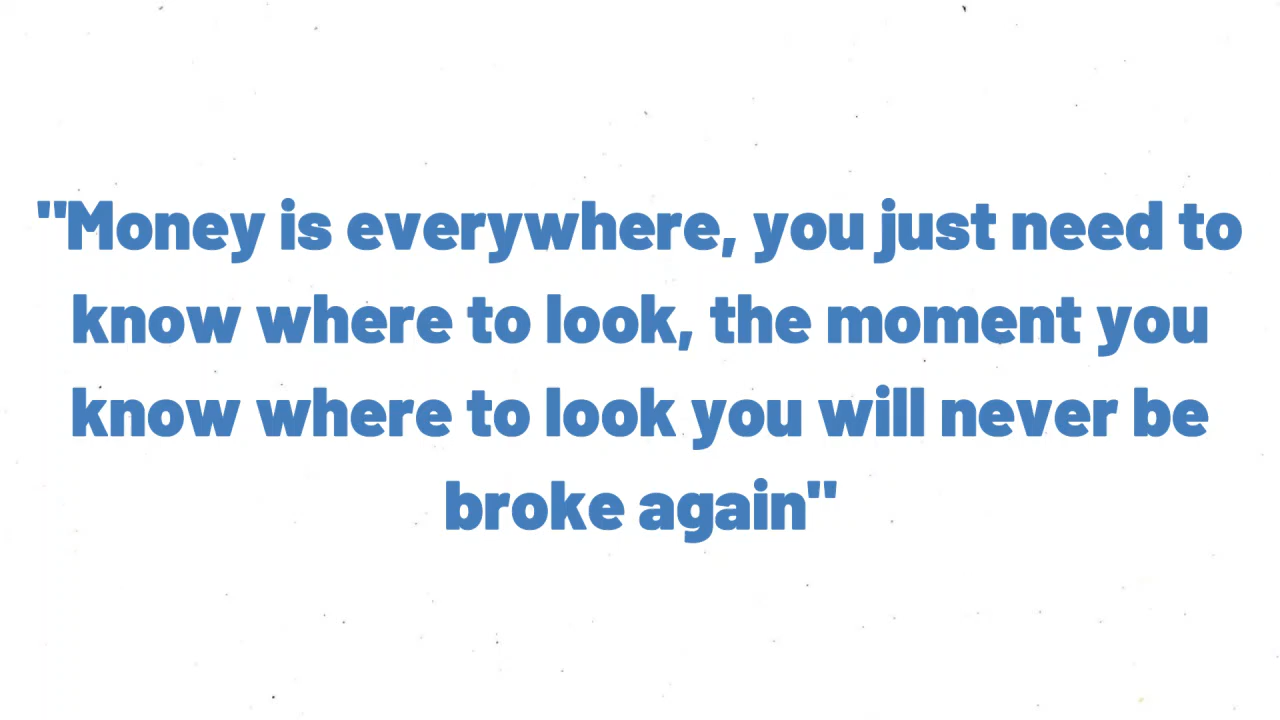 "Money is everywhere, you just need to
know where to look, the moment you
know where to look you will never be
broke again"